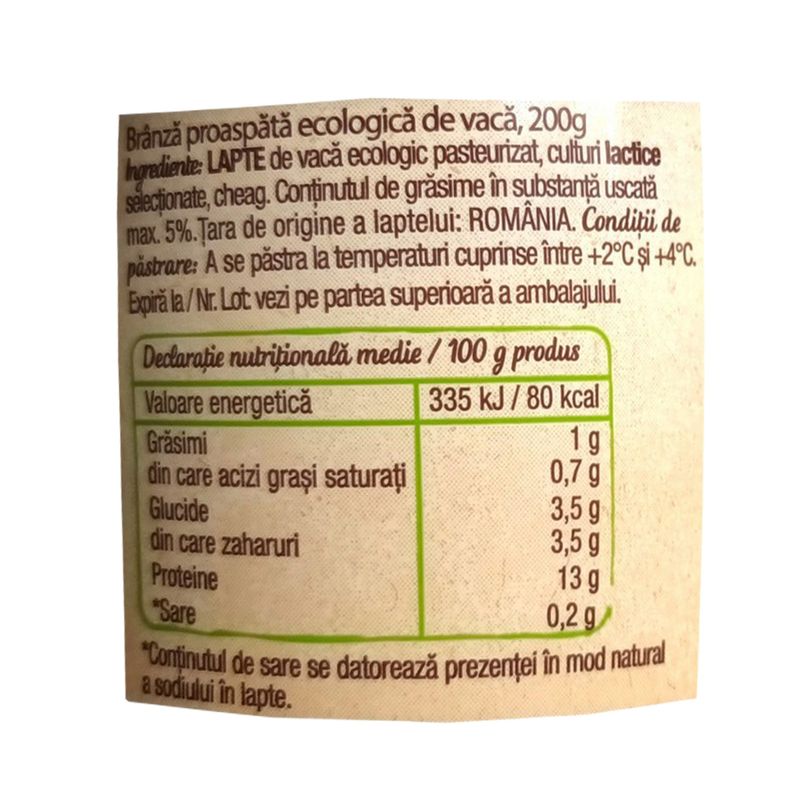 Brânză proaspătă ecologică de vacă, 200g
Ingrediente: LAPTE de vacă ecologic pasteurizat, culturi lactice
selecționate, cheag. Conținutul de grăsime în substanță uscată
max. 5%.Țara de origine a laptelui: ROMÂNIA. Condiții de
păstrare: A se păstra la temperaturi cuprinse între +2°C și +4°C.
Expiră la / Nr. Lot: vezi pe partea superioară a ambalajului.
Declarație nutrițională medie / 100 g produs
Valoare energetică 335 kJ / 80 kcal
Grăsimi 1 g
din care acizi grași saturați 0,7 g
Glucide 3,5 g
din care zaharuri 3,5 g
Proteine 13 g
*Sare 0,2 g
*Conținutul de sare se datorează prezenței în mod natural
a sodiului în lapte.